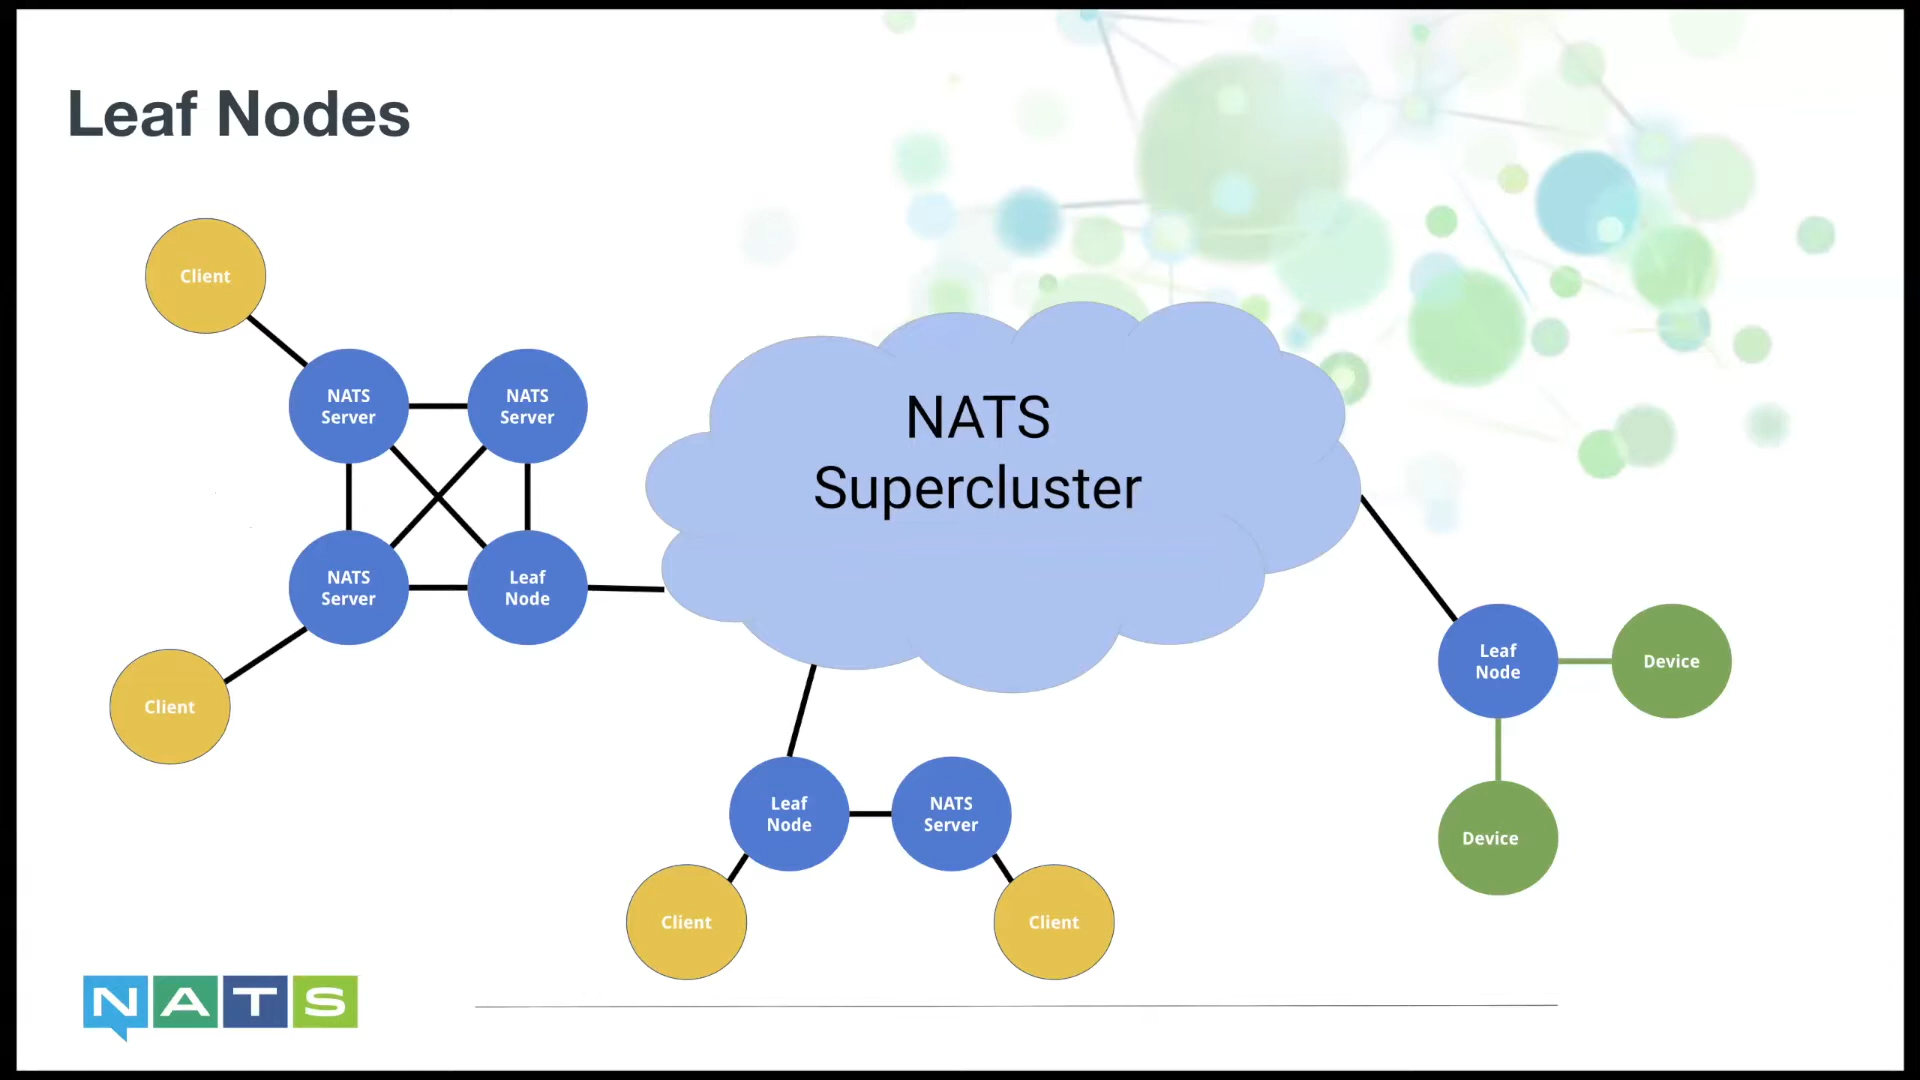 Leaf Nodes
Client
NATS
Server
NATS
Server
NATS
Supercluster
NATS
Server
Leaf
Node
Client
Leaf
Node
Device
Device
Leaf
Node
NATS
Server
Client
Client
NATS